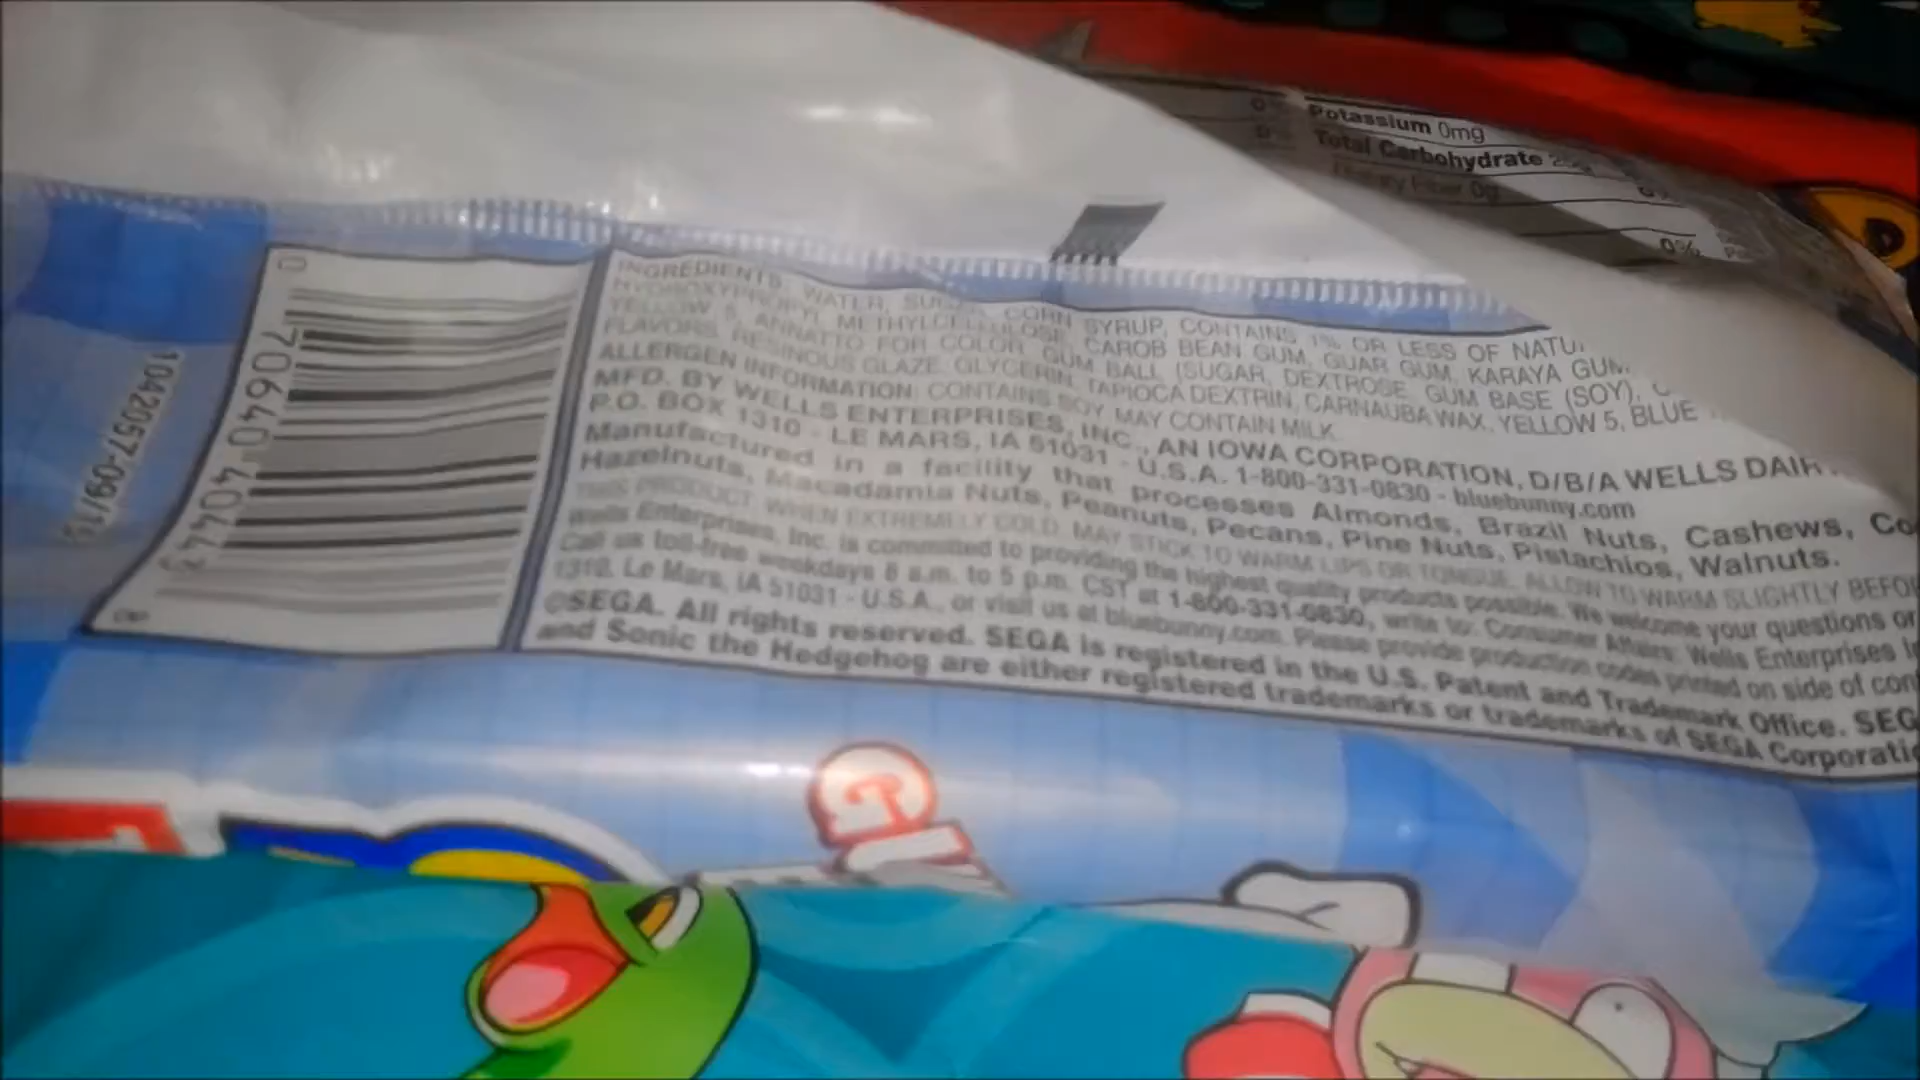 Potassium 0mg
Total Carbohydrate
Dietary Fiber 0g
0%
INGREDIENTS: WATER, SUGAR, CORN SYRUP, CONTAINS 1% OR LESS OF
HYDROXYPROPYL METHYLCELLULOSE, CAROB BEAN GUM, GUAR GUM, KARAYA GUM,
YELLOW 5, ANNATTO FOR COLOR, GUM BALL (SUGAR, DEXTROSE, GUM BASE (SOY),
FLAVORS, RESINOUS GLAZE, GLYCERIN, TAPIOCA DEXTRIN, CARNAUBA WAX, YELLOW 5, BLUE
ALLERGEN INFORMATION: CONTAINS SOY. MAY CONTAIN MILK.
MFD. BY WELLS ENTERPRISES, INC., AN IOWA CORPORATION, D/B/A WELLS
P.O. BOX 1310 - LE MARS, IA 51031 - U.S.A. 1-800-331-0830 - bluebunny.com
Manufactured in a facility that processes Almonds, Brazil Nuts, Cashews,
Hazelnuts, Macadamia Nuts, Peanuts, Pecans, Pine Nuts, Pistachios, Walnuts.
THIS PRODUCT, WHEN EXTREMELY COLD, MAY STICK TO WARM LIPS OR TONGUE. ALLOW TO WARM SLIGHTLY
Wells Enterprises, Inc. is committed to providing the highest quality products possible. We welcome your questions or
Call us toll-free weekdays 8 a.m. to 5 p.m. CST at 1-800-331-0830, write to: Consumer Affairs: Wells Enterprises
1310, Le Mars, IA 51031 - U.S.A., or visit us at bluebunny.com. Please provide production codes printed on side of
©SEGA. All rights reserved. SEGA is registered in the U.S. Patent and Trademark Office.
and Sonic the Hedgehog are either registered trademarks or trademarks of SEGA
0 70640 40443
1042057-09/